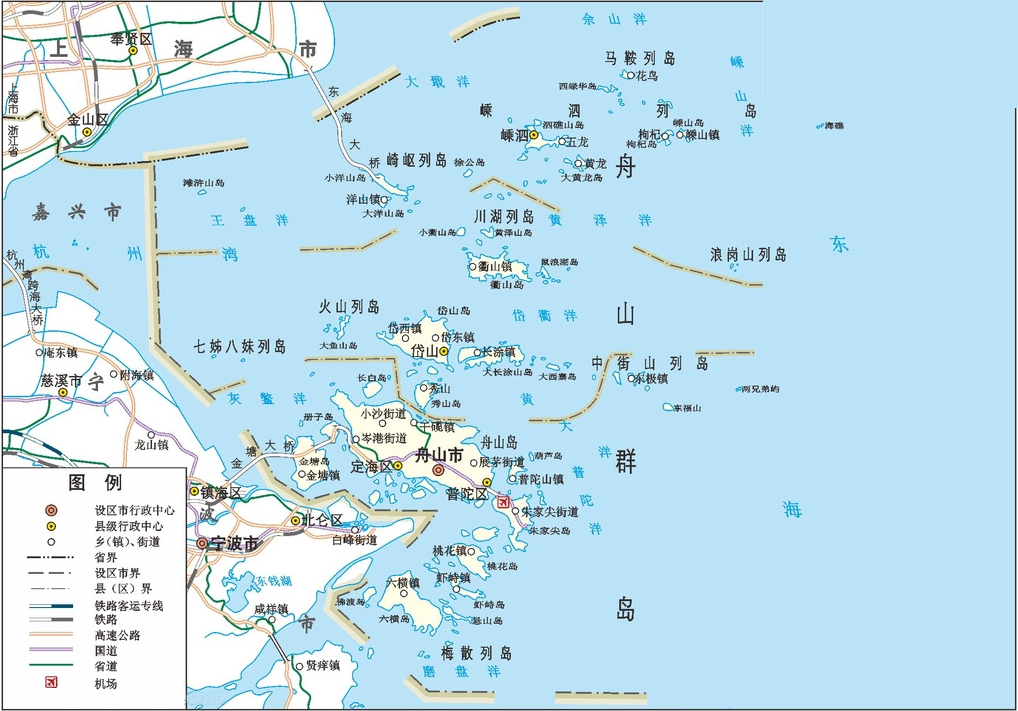 佘山洋
奉贤区
上海市
马鞍列岛
花鸟
嵊山洋
大戢洋
西绿华岛
上海市
浙江省
东海大桥
嵊泗列岛
金山区
泗礁山岛
嵊山岛
海礁
嵊泗
五龙
枸杞
嵊山镇
枸杞岛
崎岖列岛
徐公岛
黄龙
大黄龙岛
舟山群岛
滩浒山岛
小洋山岛
洋山镇
大洋山岛
嘉兴市
王盘洋
川湖列岛
黄泽洋
小衢山岛
黄泽山岛
杭州湾
东海
浪岗山列岛
杭州湾跨海大桥
衢山镇
鼠浪湖岛
衢山岛
火山列岛
岱山岛
岱衢洋
岱西镇
岱东镇
七姊八妹列岛
大鱼山岛
岱山
长涂镇
庵东镇
中街山列岛
大长涂山岛
大西寨岛
附海镇
慈溪市
宁波市
长白岛
秀山
秀山岛
东极镇
两兄弟屿
灰鳖洋
黄大洋
东福山
册子岛
小沙街道
干𥕢镇
龙山镇
金塘大桥
岑港街道
舟山岛
舟山市
葫芦岛
普陀洋
金塘岛
金塘镇
定海区
展茅街道
普陀山镇
图例
镇海区
普陀区
设区市行政中心
朱家尖街道
县级行政中心
北仑区
朱家尖岛
乡(镇)、街道
宁波市
白峰街道
省界
桃花镇
设区市界
桃花岛
县(区)界
东钱湖
六横镇
虾峙镇
铁路客运专线
佛渡岛
虾峙岛
铁路
咸祥镇
六横岛
悬山岛
高速公路
国道
梅散列岛
省道
贤庠镇
磨盘洋
机场